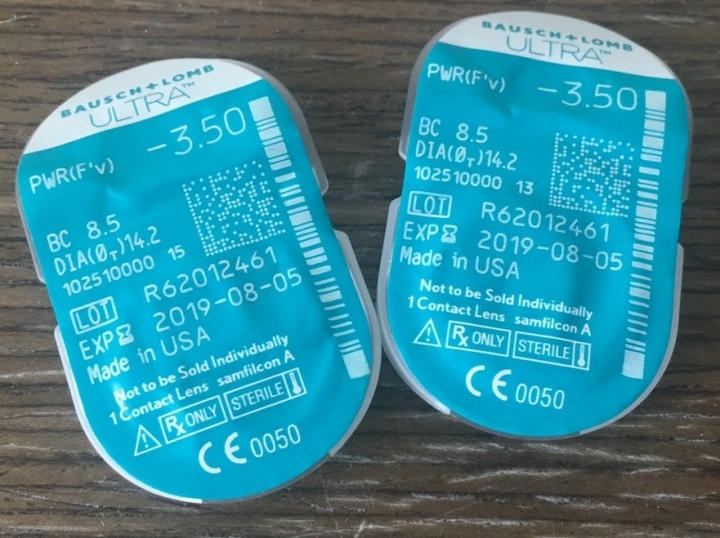 BAUSCH + LOMB
ULTRA™
PWR(F'v) -3.50
BC 8.5
DIA(Ø_T)14.2
102510000 15
LOT R62012461
EXP 2019-08-05
Made in USA
Not to be Sold Individually
1 Contact Lens samfilcon A
Rx ONLY STERILE
CE 0050
BAUSCH + LOMB
ULTRA™
PWR(F'v) -3.50
BC 8.5
DIA(Ø_T)14.2
102510000 13
LOT R62012461
EXP 2019-08-05
Made in USA
Not to be Sold Individually
1 Contact Lens samfilcon A
Rx ONLY STERILE
CE 0050